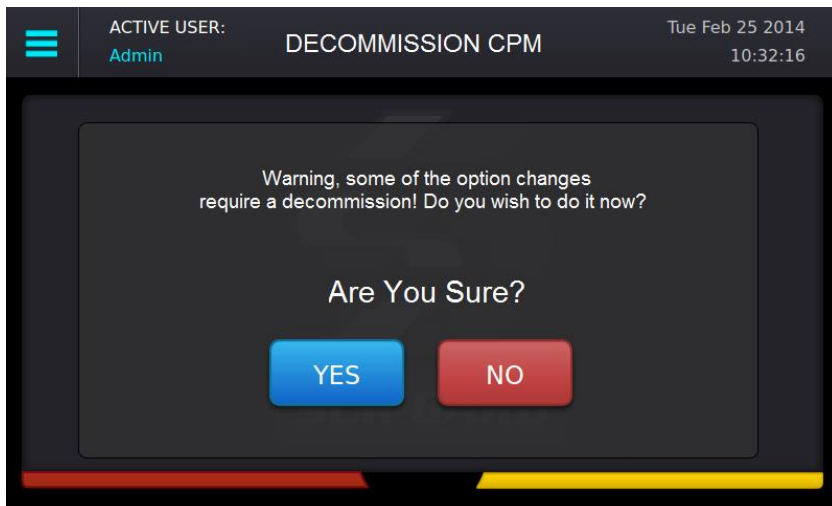 ACTIVE USER:
Admin
DECOMMISSION CPM
Tue Feb 25 2014
10:32:16
Warning, some of the option changes
require a decommission! Do you wish to do it now?
Are You Sure?
YES
NO